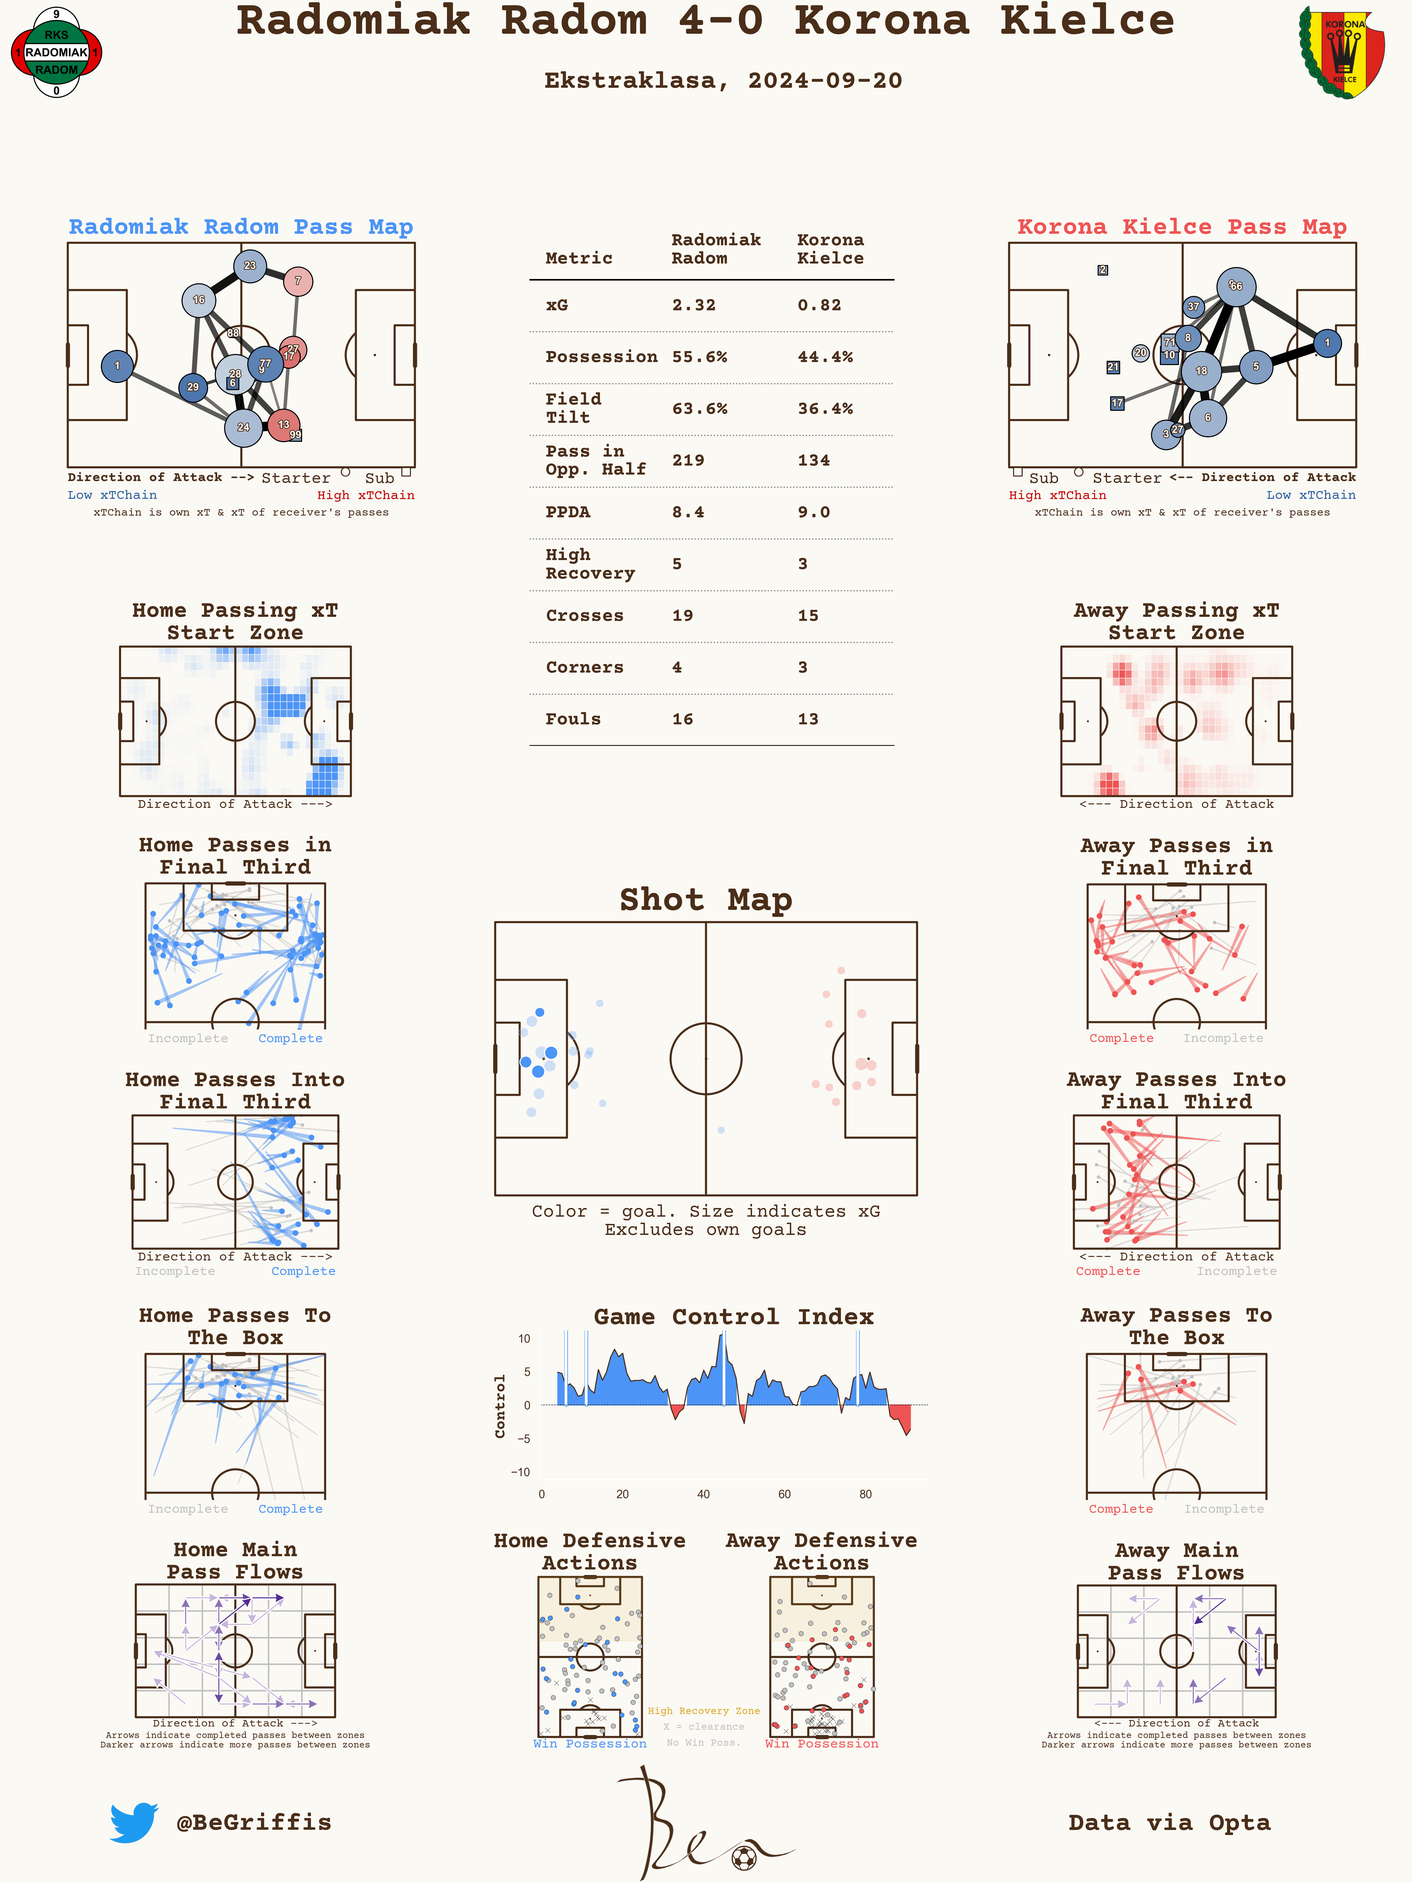 Radomiak Radom 4-0 Korona Kielce
Ekstraklasa, 2024-09-20
9
RKS
1 RADOMIAK 1
RADOM
0
KORONA
KIELCE
Radomiak Radom Pass Map
23
7
16
88
27
17
1
77
9
28
6
29
24
13
99
Direction of Attack --> Starter Sub
Low xTChain High xTChain
xTChain is own xT & xT of receiver's passes
Metric Radomiak Radom Korona Kielce
xG 2.32 0.82
Possession 55.6% 44.4%
Field Tilt 63.6% 36.4%
Pass in Opp. Half 219 134
PPDA 8.4 9.0
High Recovery 5 3
Crosses 19 15
Corners 4 3
Fouls 16 13
Korona Kielce Pass Map
2
66
37
8
71
10
20
1
21
18
5
17
6
3
27
Sub Starter <-- Direction of Attack
High xTChain Low xTChain
xTChain is own xT & xT of receiver's passes
Home Passing xT
Start Zone
Direction of Attack --->
Away Passing xT
Start Zone
<--- Direction of Attack
Home Passes in
Final Third
Incomplete Complete
Away Passes in
Final Third
Complete Incomplete
Shot Map
Color = goal. Size indicates xG
Excludes own goals
Home Passes Into
Final Third
Direction of Attack --->
Incomplete Complete
Away Passes Into
Final Third
<--- Direction of Attack
Complete Incomplete
Home Passes To
The Box
Incomplete Complete
Game Control Index
Control
10
5
0
−5
−10
0 20 40 60 80
Away Passes To
The Box
Complete Incomplete
Home Main
Pass Flows
Direction of Attack --->
Arrows indicate completed passes between zones
Darker arrows indicate more passes between zones
Home Defensive
Actions
Win Possession
Away Defensive
Actions
Win Possession
High Recovery Zone
X = clearance
No Win Poss.
Away Main
Pass Flows
<--- Direction of Attack
Arrows indicate completed passes between zones
Darker arrows indicate more passes between zones
@BeGriffis
Ben
Data via Opta